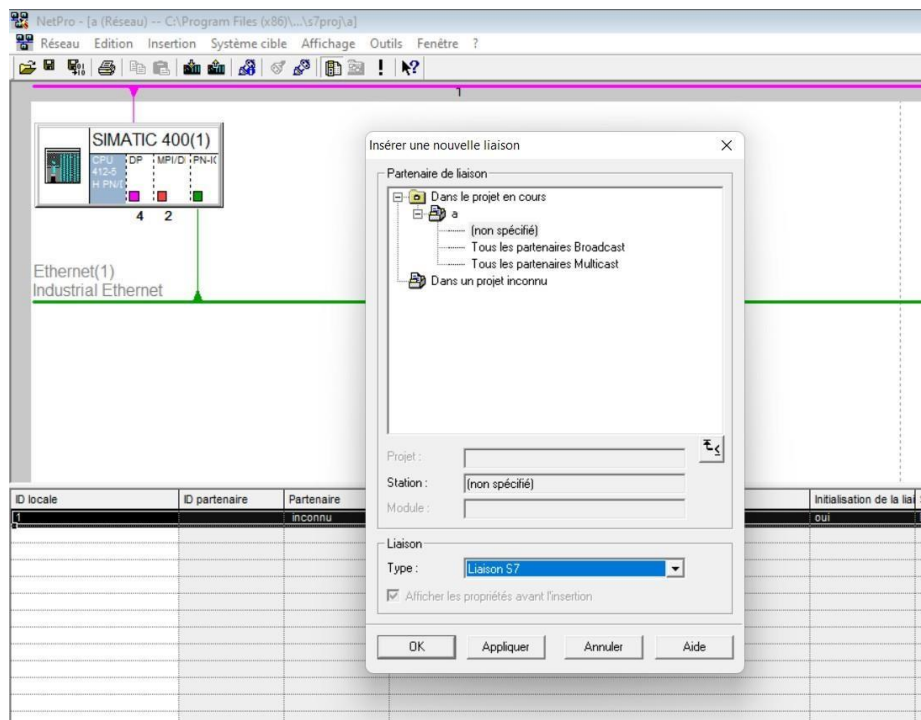 NetPro - [a (Réseau) -- C:\Program Files (x86)\...\s7proj\a]
Réseau Edition Insertion Système cible Affichage Outils Fenêtre ?
1
SIMATIC 400(1)
CPU
412-5
H PN/D
DP
MPI/D
PN-I(
4 2
Ethernet(1)
Industrial Ethernet
Insérer une nouvelle liaison
Partenaire de liaison
Dans le projet en cours
a
(non spécifié)
Tous les partenaires Broadcast
Tous les partenaires Multicast
Dans un projet inconnu
Projet :
Station : (non spécifié)
Module :
Liaison
Type : Liaison S7
Afficher les propriétés avant l'insertion
OK Appliquer Annuler Aide
ID locale ID partenaire Partenaire Initialisation de la liai
1 inconnu oui